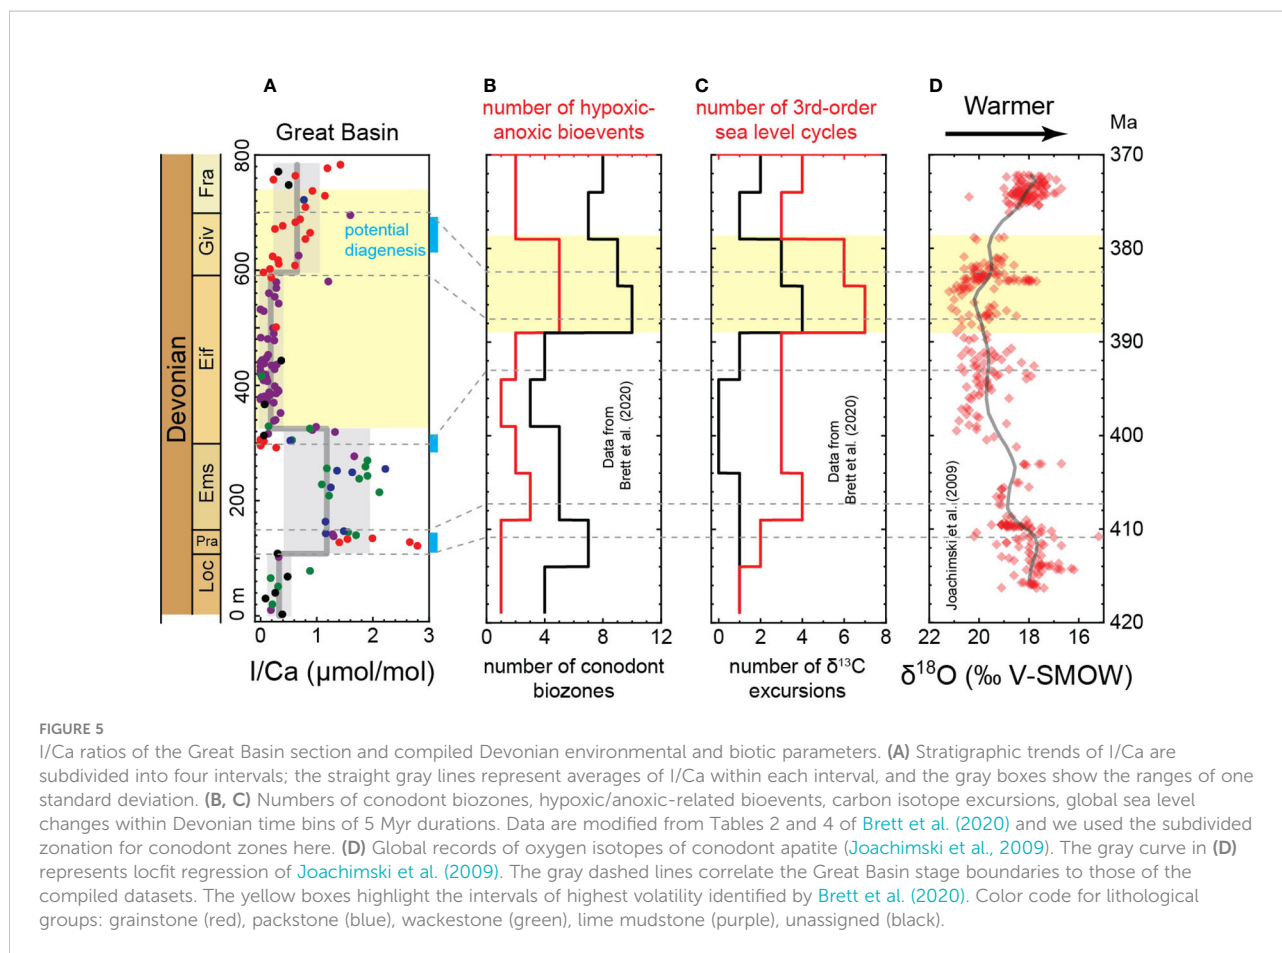 A
B
C
D
number of hypoxic-
anoxic bioevents
number of 3rd-order
sea level cycles
Warmer
Great Basin
Ma
Devonian
Fra
Giv
Eif
Ems
Pra
Loc
800
600
400
200
0 m
potential
diagenesis
Data from
Brett et al. (2020)
Data from
Brett et al. (2020)
Joachimski et al. (2009)
370
380
390
400
410
420
0 1 2 3
0 4 8 12
0 2 4 6 8
22 20 18 16
I/Ca (μmol/mol)
number of conodont
biozones
number of δ¹³C
excursions
δ¹⁸O (‰ V-SMOW)
FIGURE 5
I/Ca ratios of the Great Basin section and compiled Devonian environmental and biotic parameters. (A) Stratigraphic trends of I/Ca are
subdivided into four intervals; the straight gray lines represent averages of I/Ca within each interval, and the gray boxes show the ranges of one
standard deviation. (B, C) Numbers of conodont biozones, hypoxic/anoxic-related bioevents, carbon isotope excursions, global sea level
changes within Devonian time bins of 5 Myr durations. Data are modified from Tables 2 and 4 of Brett et al. (2020) and we used the subdivided
zonation for conodont zones here. (D) Global records of oxygen isotopes of conodont apatite (Joachimski et al., 2009). The gray curve in (D)
represents locfit regression of Joachimski et al. (2009). The gray dashed lines correlate the Great Basin stage boundaries to those of the
compiled datasets. The yellow boxes highlight the intervals of highest volatility identified by Brett et al. (2020). Color code for lithological
groups: grainstone (red), packstone (blue), wackestone (green), lime mudstone (purple), unassigned (black).